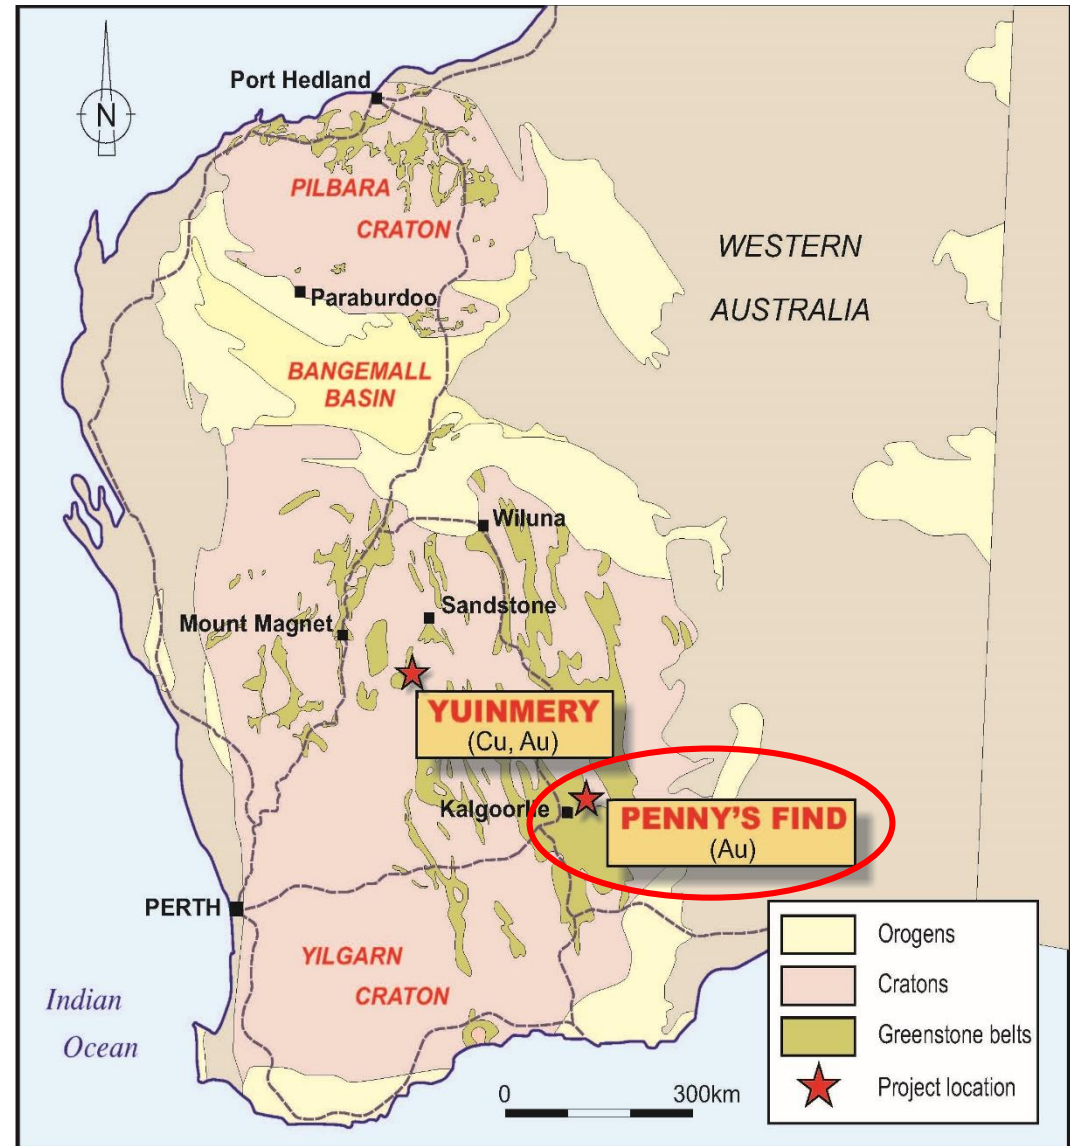 N
Port Hedland
PILBARA
CRATON
WESTERN
AUSTRALIA
Paraburdoo
BANGEMALL
BASIN
Wiluna
Sandstone
Mount Magnet
YUINMERY
(Cu, Au)
Kalgoorlie
PENNY'S FIND
(Au)
PERTH
YILGARN
CRATON
Indian
Ocean
Orogens
Cratons
Greenstone belts
Project location
0 300km